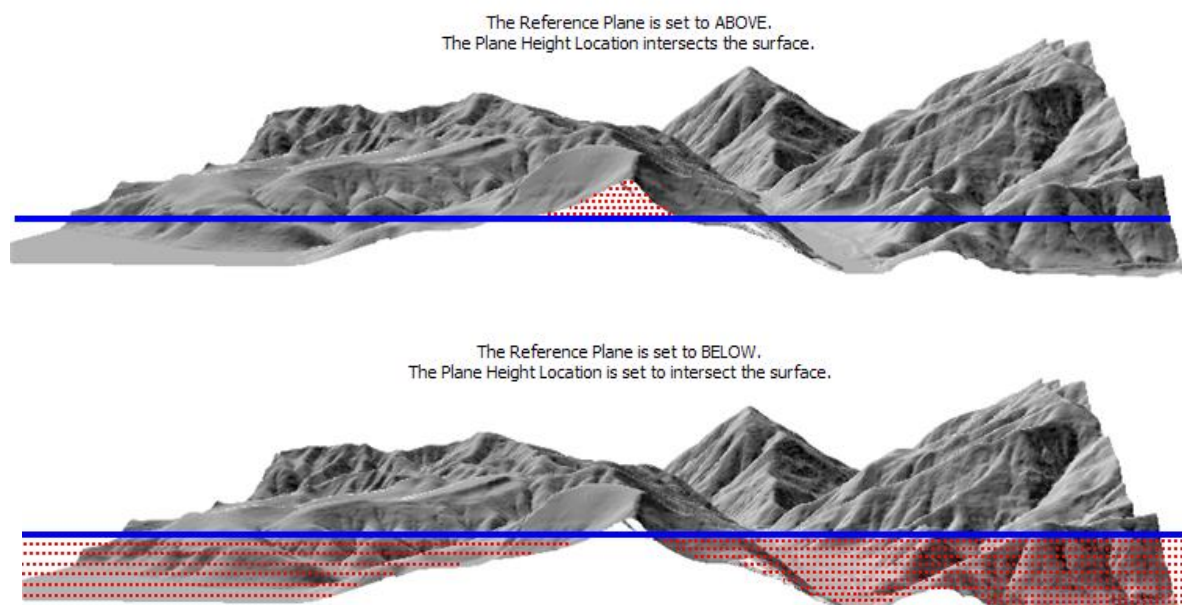 The Reference Plane is set to ABOVE.
The Plane Height Location intersects the surface.
The Reference Plane is set to BELOW.
The Plane Height Location is set to intersect the surface.